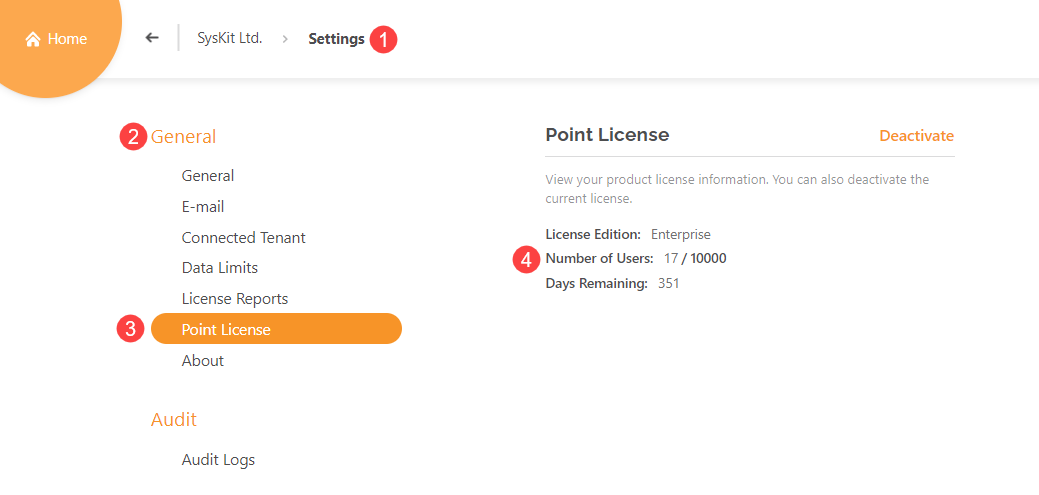 Home
SysKit Ltd. > Settings 1
2 General
General
E-mail
Connected Tenant
Data Limits
License Reports
3 Point License
About
Audit
Audit Logs
Point License Deactivate
View your product license information. You can also deactivate the
current license.
License Edition: Enterprise
4 Number of Users: 17 / 10000
Days Remaining: 351